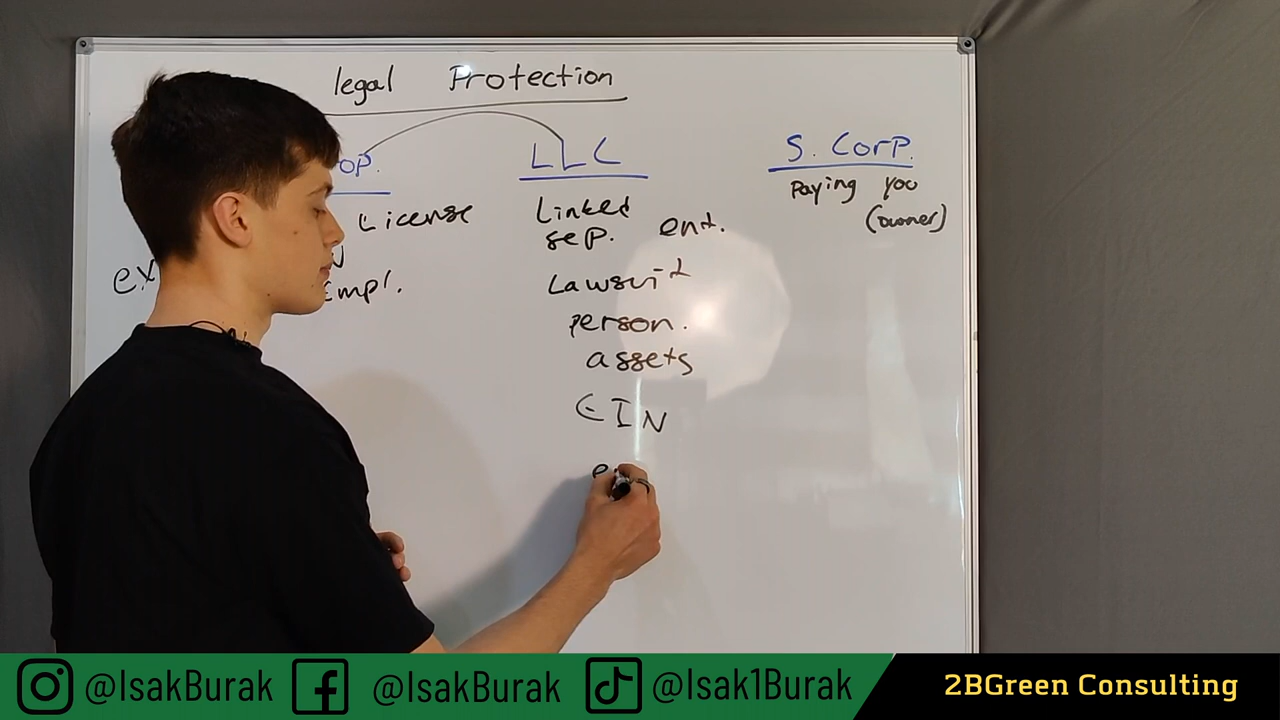 legal Protection
op. LLC S. Corp.
License Linked Paying you
sep. ent. (owner)
ex Empl. Lawsuit
person.
assets
EIN
@IsakBurak @IsakBurak @Isak1Burak 2BGreen Consulting